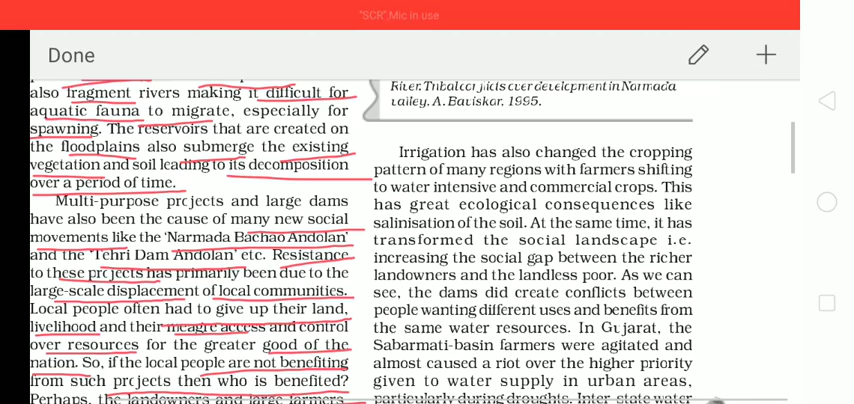 "SCR".Mic in use
Done
also fragment rivers making it difficult for
aquatic fauna to migrate, especially for
spawning. The reservoirs that are created on
the floodplains also submerge the existing
vegetation and soil leading to its decomposition
over a period of time.
Multi-purpose projects and large dams
have also been the cause of many new social
movements like the ‘Narmada Bachao Andolan’
and the ‘Tehri Dam Andolan’ etc. Resistance
to these projects has primarily been due to the
large-scale displacement of local communities.
Local people often had to give up their land,
livelihood and their meagre access and control
over resources for the greater good of the
nation. So, if the local people are not benefiting
from such projects then who is benefited?
Perhaps, the landowners and large farmers,
River. Tribal conflicts over development in Narmada
valley, A. Baviskar, 1995.
Irrigation has also changed the cropping
pattern of many regions with farmers shifting
to water intensive and commercial crops. This
has great ecological consequences like
salinisation of the soil. At the same time, it has
transformed the social landscape i.e.
increasing the social gap between the richer
landowners and the landless poor. As we can
see, the dams did create conflicts between
people wanting different uses and benefits from
the same water resources. In Gujarat, the
Sabarmati-basin farmers were agitated and
almost caused a riot over the higher priority
given to water supply in urban areas,
particularly during droughts. Inter-state water